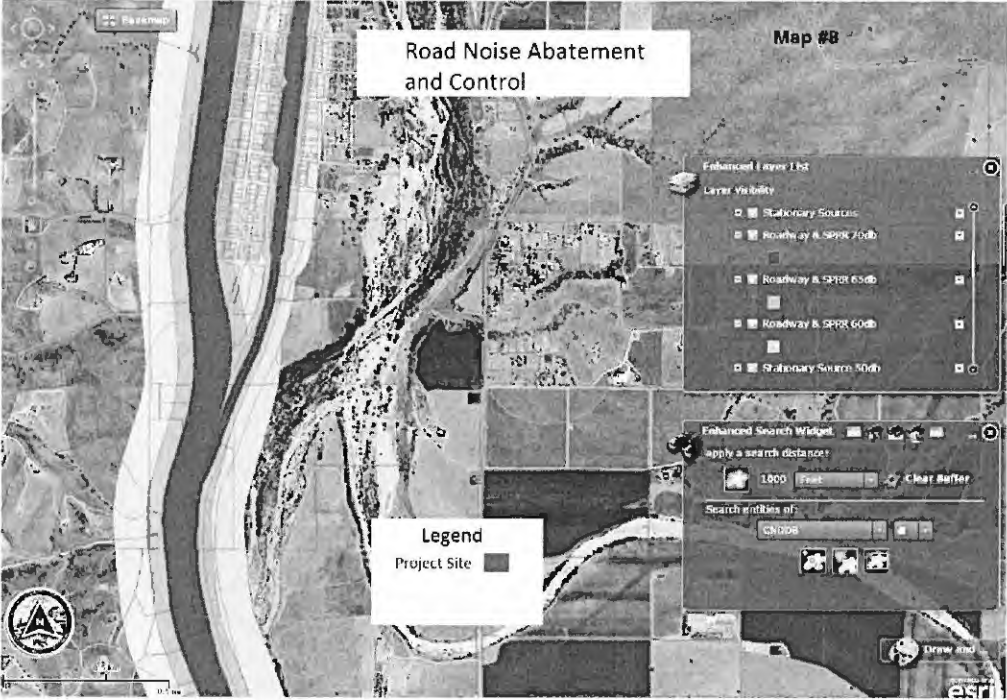 Basemap
Road Noise Abatement
and Control
Map #8
Enhanced Layer List
Layer Visibility
Stationary Sources
Roadway & SPRR 70db
Roadway & SPRR 65db
Roadway & SPRR 60db
Stationary Source 50db
Enhanced Search Widget
apply a search distance:
1000 Feet Clear Buffer
Search entities of:
CNDDB
Legend
Project Site
N
Draw and ...
esri